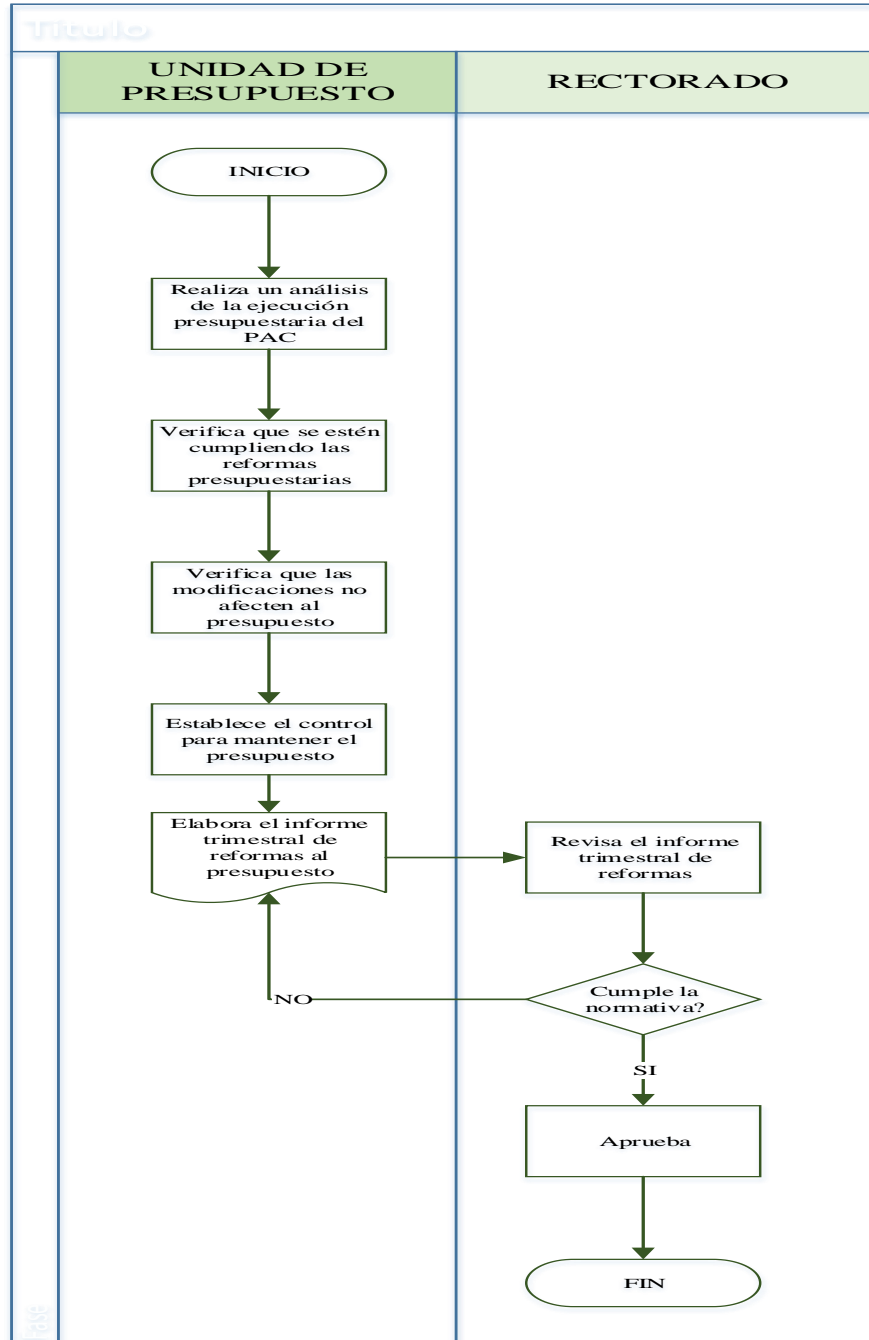 Título
UNIDAD DE
PRESUPUESTO
RECTORADO
INICIO
Realiza un análisis
de la ejecución
presupuestaria del
PAC
Verifica que se estén
cumpliendo las
reformas
presupuestarias
Verifica que las
modificaciones no
afecten al
presupuesto
Establece el control
para mantener el
presupuesto
Elabora el informe
trimestral de
reformas al
presupuesto
Revisa el informe
trimestral de
reformas
Cumple la
normativa?
NO
SI
Aprueba
FIN
Fase